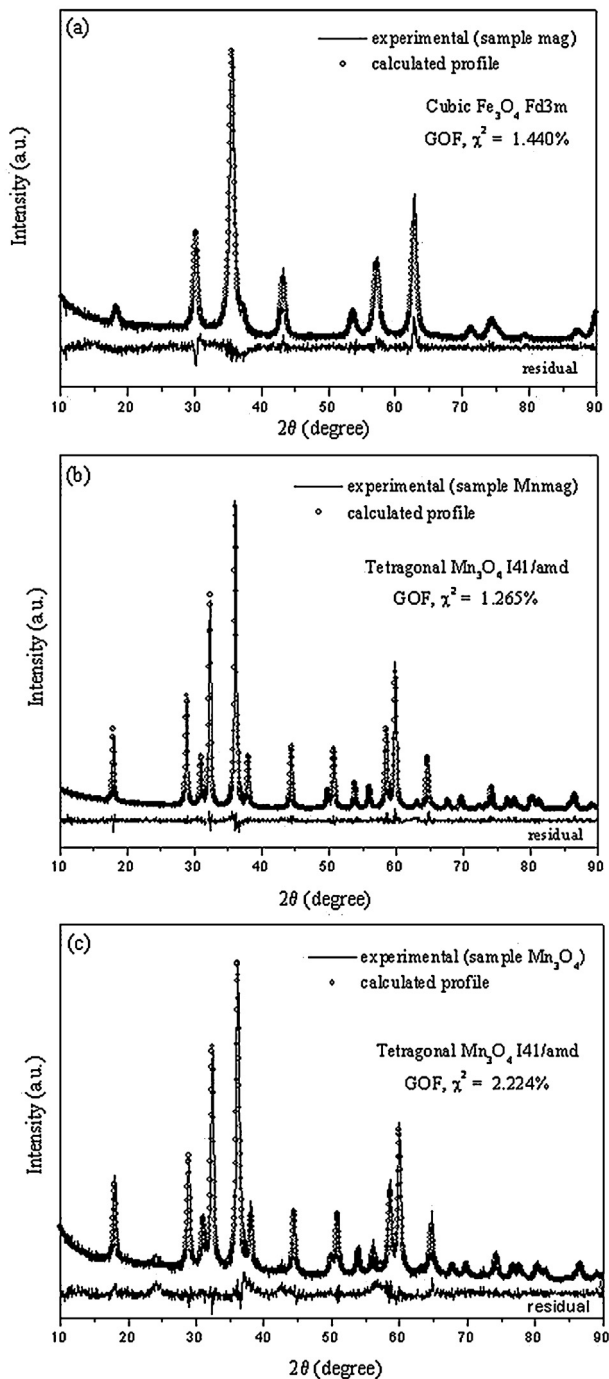 (a)
experimental (sample mag)
calculated profile
Cubic Fe₃O₄ Fd3m
GOF, χ² = 1.440%
Intensity (a.u.)
residual
10 20 30 40 50 60 70 80 90
2θ (degree)
(b)
experimental (sample Mnmag)
calculated profile
Tetragonal Mn₃O₄ I41/amd
GOF, χ² = 1.265%
Intensity (a.u.)
residual
10 20 30 40 50 60 70 80 90
2θ (degree)
(c)
experimental (sample Mn₃O₄)
calculated profile
Tetragonal Mn₃O₄ I41/amd
GOF, χ² = 2.224%
Intensity (a.u.)
residual
10 20 30 40 50 60 70 80 90
2θ (degree)